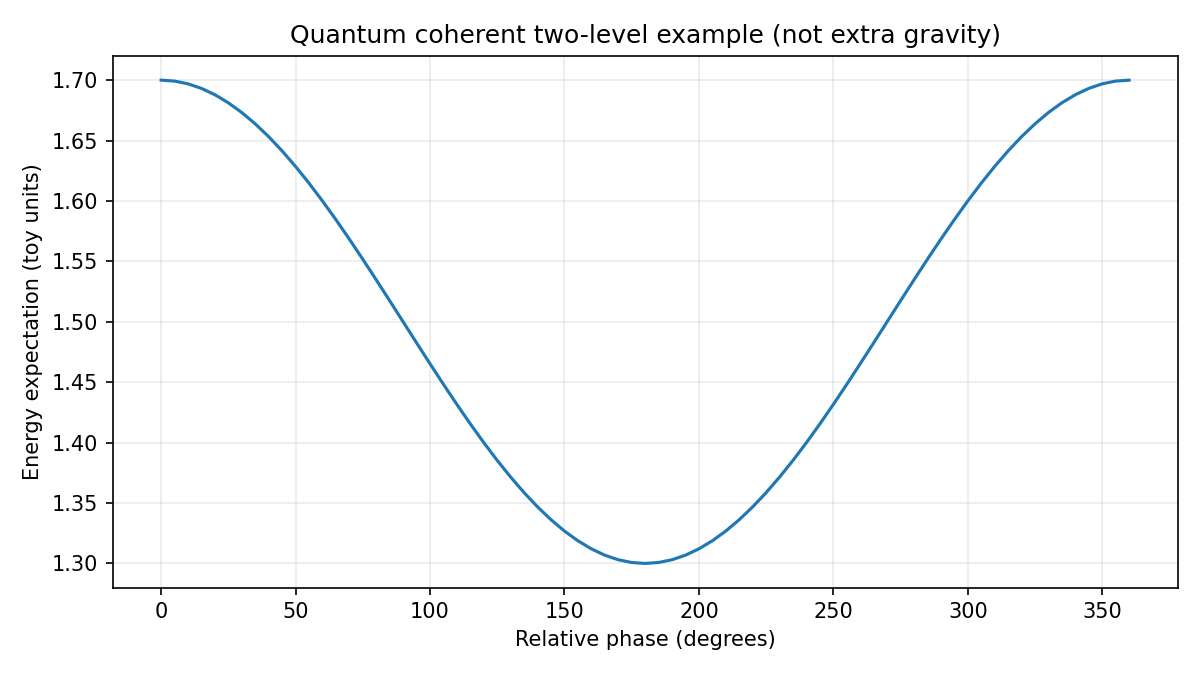 Quantum coherent two-level example (not extra gravity)
Energy expectation (toy units)
1.70
1.65
1.60
1.55
1.50
1.45
1.40
1.35
1.30
0 50 100 150 200 250 300 350
Relative phase (degrees)